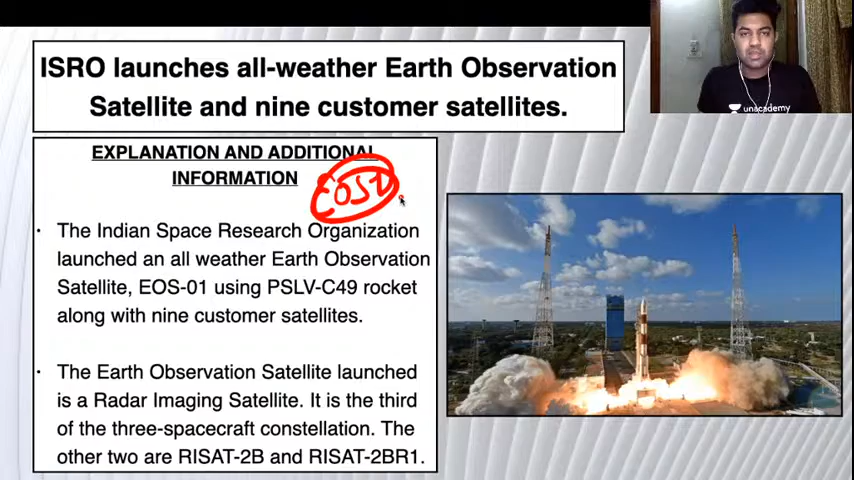 ISRO launches all-weather Earth Observation
Satellite and nine customer satellites.
unacademy
EXPLANATION AND ADDITIONAL
INFORMATION
· The Indian Space Research Organization
launched an all weather Earth Observation
Satellite, EOS-01 using PSLV-C49 rocket
along with nine customer satellites.
· The Earth Observation Satellite launched
is a Radar Imaging Satellite. It is the third
of the three-spacecraft constellation. The
other two are RISAT-2B and RISAT-2BR1.